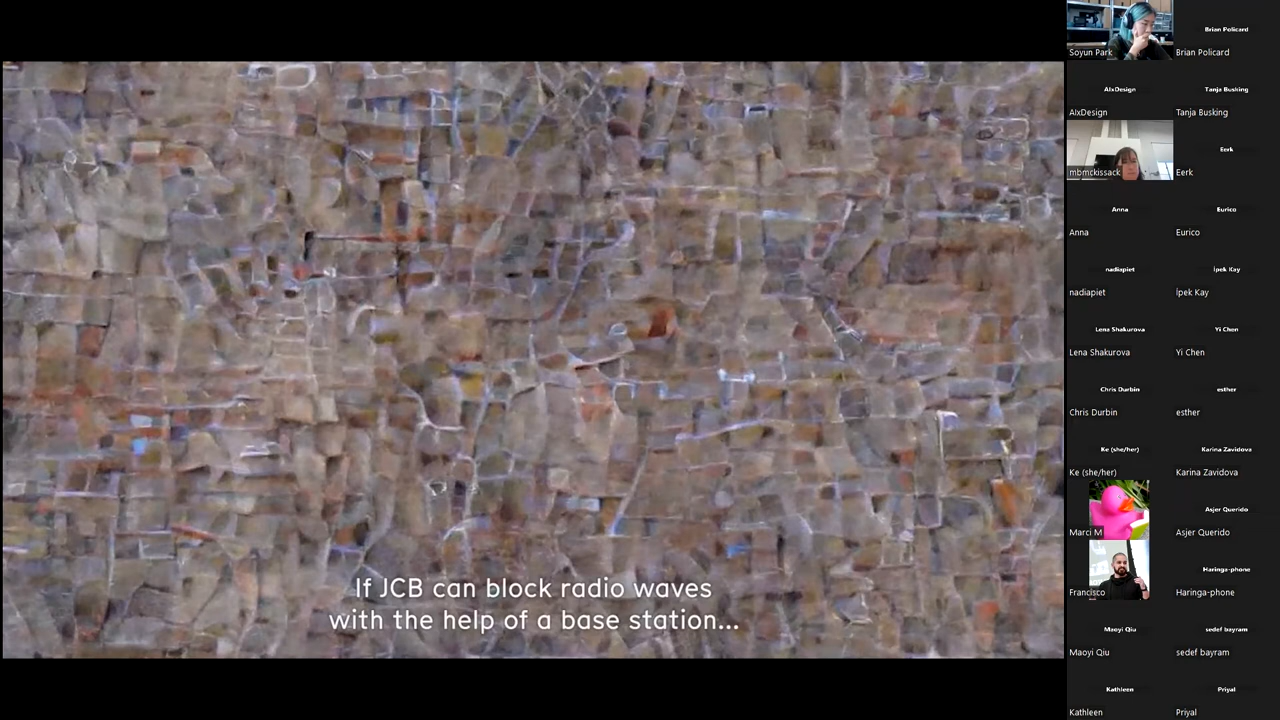 If JCB can block radio waves
with the help of a base station...
Soyun Park
Brian Policard
Brian Policard
AIxDesign
AIxDesign
Tanja Busking
Tanja Busking
mbmckissack
Eerk
Eerk
Anna
Anna
Eurico
Eurico
nadiapiet
nadiapiet
İpek Kay
İpek Kay
Lena Shakurova
Lena Shakurova
Yi Chen
Yi Chen
Chris Durbin
Chris Durbin
esther
esther
Ke (she/her)
Ke (she/her)
Karina Zavidova
Karina Zavidova
Marci M
Asjer Querido
Asjer Querido
Francisco
Haringa-phone
Haringa-phone
Maoyi Qiu
Maoyi Qiu
sedef bayram
sedef bayram
Kathleen
Kathleen
Priyal
Priyal